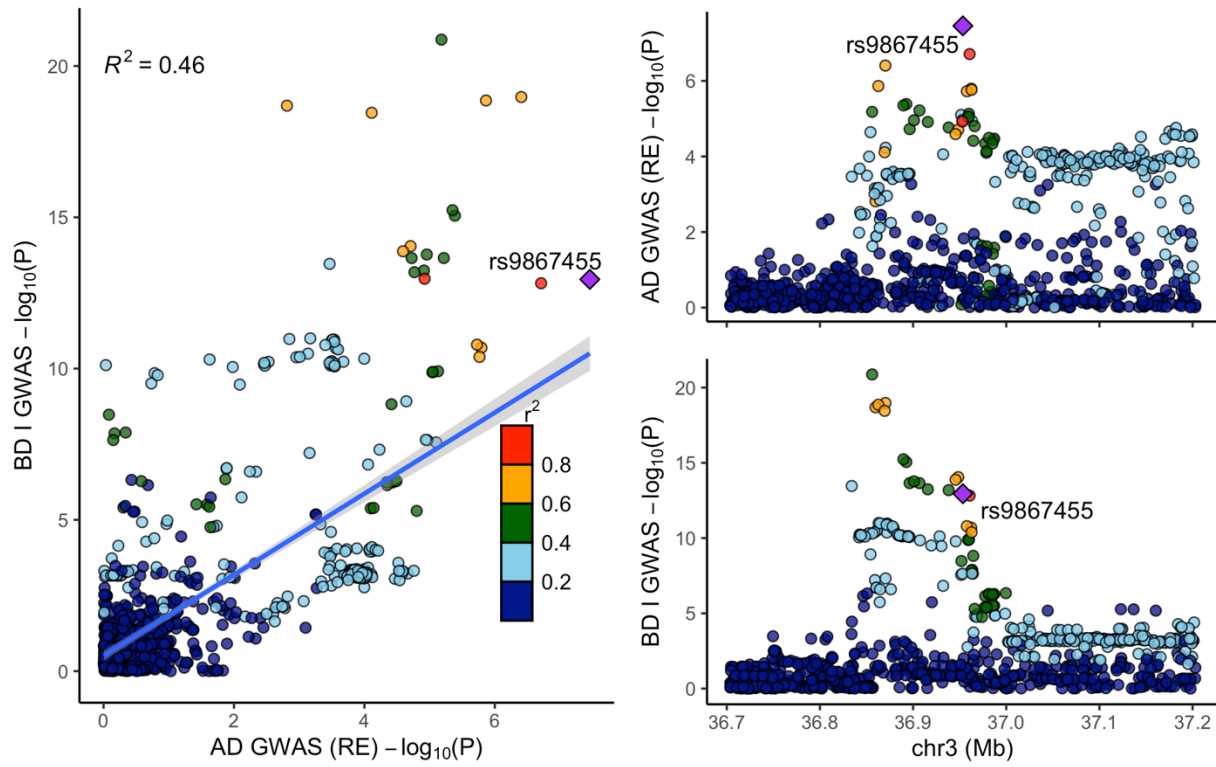 R² = 0.46
20
15
10
5
0
BD I GWAS −log₁₀(P)
rs9867455
r²
0.8
0.6
0.4
0.2
0 2 4 6
AD GWAS (RE) −log₁₀(P)
AD GWAS (RE) −log₁₀(P)
6
4
2
0
rs9867455
BD I GWAS −log₁₀(P)
20
15
10
5
0
rs9867455
36.7 36.8 36.9 37.0 37.1 37.2
chr3 (Mb)